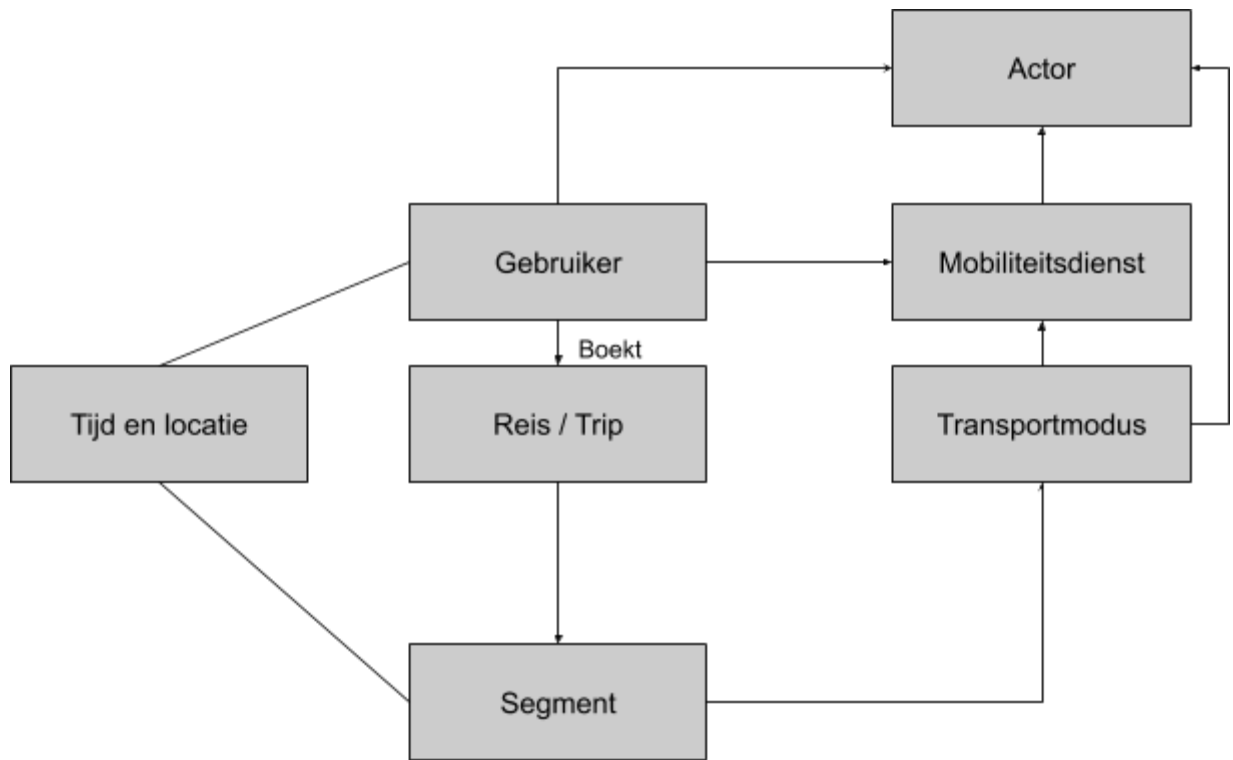 Actor
Gebruiker
Mobiliteitsdienst
Boekt
Tijd en locatie
Reis / Trip
Transportmodus
Segment